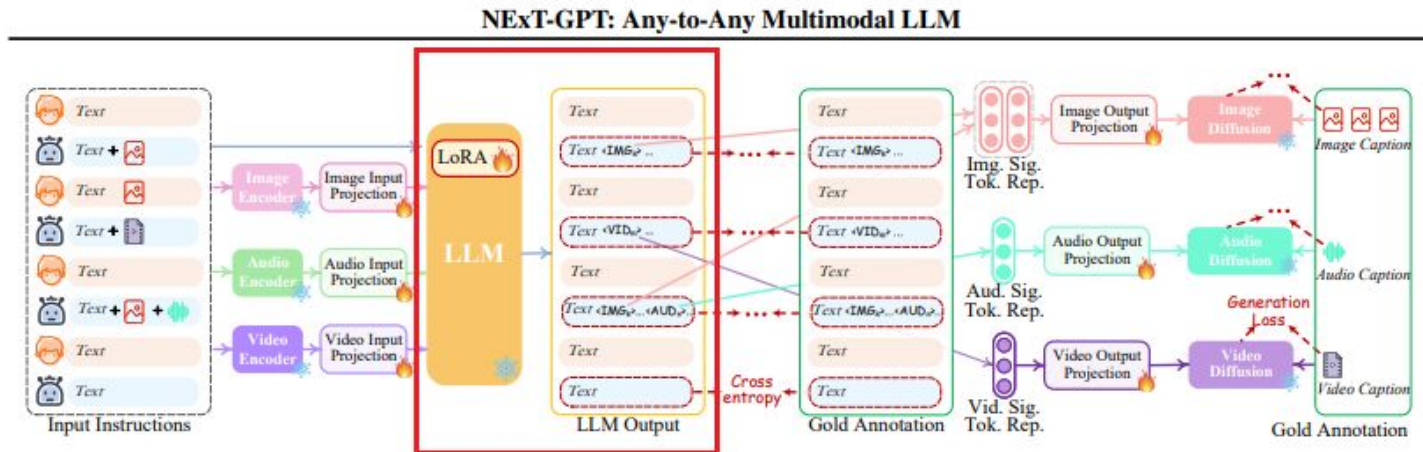 NExT-GPT: Any-to-Any Multimodal LLM
Text
Text +
Text
Text +
Text
Text + +
Text
Text
Input Instructions
Image
Encoder
Image Input
Projection
Audio
Encoder
Audio Input
Projection
Video
Encoder
Video Input
Projection
LoRA
LLM
Text
Text <IMG...
Text
Text <VID...
Text
Text <IMG...<AUD...
Text
Text
LLM Output
...
...
...
Cross
entropy
Text
Text <IMG...
Text
Text <VID...
Text
Text <IMG...<AUD...
Text
Text
Gold Annotation
Img. Sig.
Tok. Rep.
Image Output
Projection
Image
Diffusion
...
Image Caption
Aud. Sig.
Tok. Rep.
Audio Output
Projection
Audio
Diffusion
...
Audio Caption
Vid. Sig.
Tok. Rep.
Video Output
Projection
Video
Diffusion
Generation
Loss
Video Caption
Gold Annotation